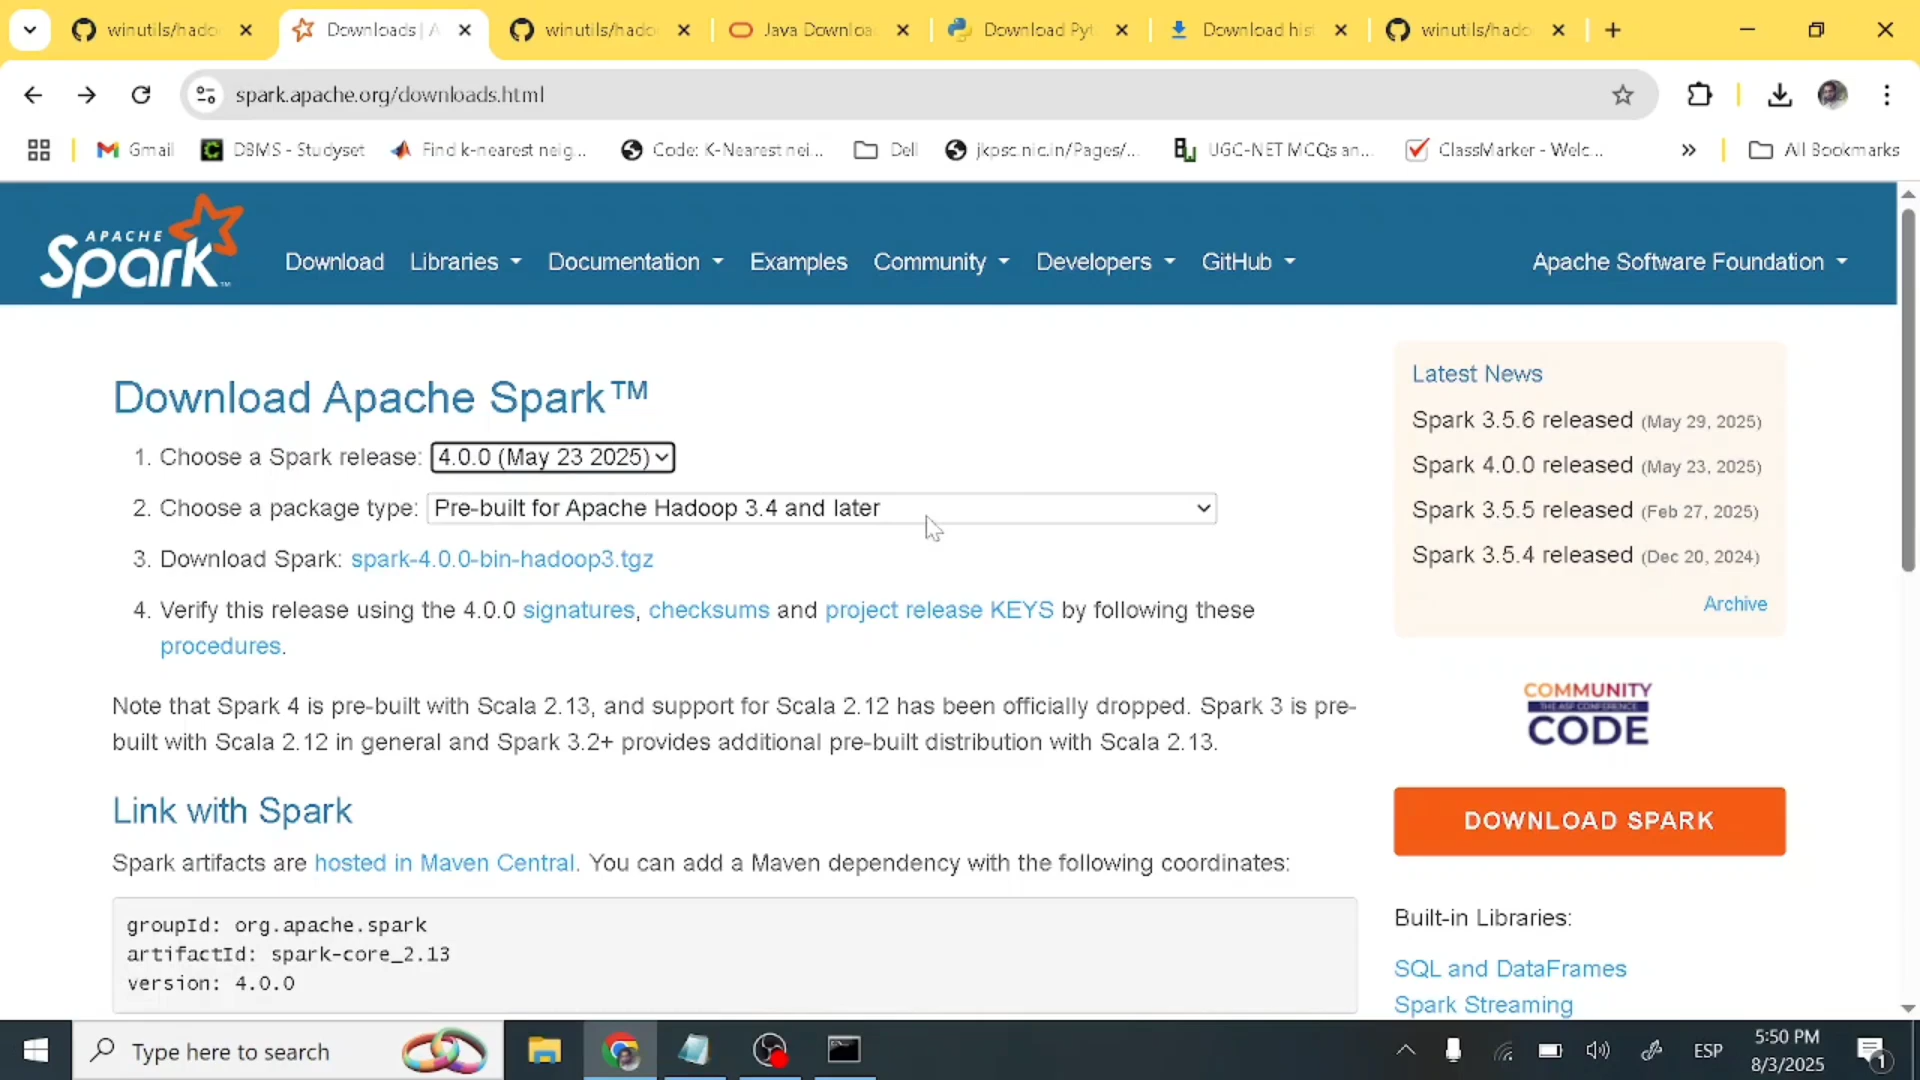 winutils/hado
Downloads | A
winutils/hado
Java Downloa
Download Pyt
Download his
winutils/hado
spark.apache.org/downloads.html
Gmail
DBMS - Studyset
Find k-nearest neig...
Code: K-Nearest nei...
Dell
jkpsc.nic.in/Pages/...
UGC-NET MCQs an...
ClassMarker - Welc...
All Bookmarks
APACHE
Spark™
Download
Libraries
Documentation
Examples
Community
Developers
GitHub
Apache Software Foundation
Download Apache Spark™
1. Choose a Spark release: 4.0.0 (May 23 2025)
2. Choose a package type: Pre-built for Apache Hadoop 3.4 and later
3. Download Spark: spark-4.0.0-bin-hadoop3.tgz
4. Verify this release using the 4.0.0 signatures, checksums and project release KEYS by following these
procedures.
Note that Spark 4 is pre-built with Scala 2.13, and support for Scala 2.12 has been officially dropped. Spark 3 is pre-
built with Scala 2.12 in general and Spark 3.2+ provides additional pre-built distribution with Scala 2.13.
Link with Spark
Spark artifacts are hosted in Maven Central. You can add a Maven dependency with the following coordinates:
groupId: org.apache.spark
artifactId: spark-core_2.13
version: 4.0.0
Latest News
Spark 3.5.6 released (May 29, 2025)
Spark 4.0.0 released (May 23, 2025)
Spark 3.5.5 released (Feb 27, 2025)
Spark 3.5.4 released (Dec 20, 2024)
Archive
COMMUNITY
THE ASF CONFERENCE
CODE
DOWNLOAD SPARK
Built-in Libraries:
SQL and DataFrames
Spark Streaming
Type here to search
ESP
5:50 PM
8/3/2025
1